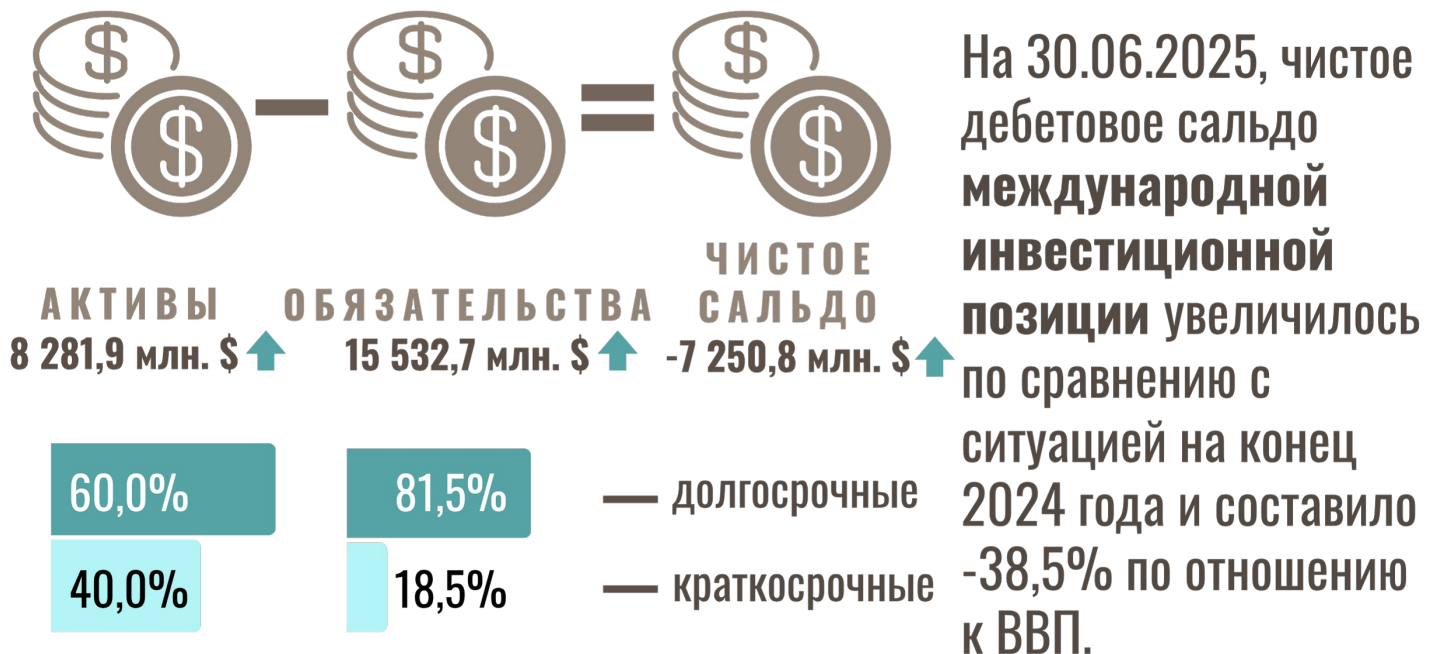 АКТИВЫ
8 281,9 млн. $
ОБЯЗАТЕЛЬСТВА
15 532,7 млн. $
ЧИСТОЕ
САЛЬДО
-7 250,8 млн. $
60,0%
81,5%
долгосрочные
40,0%
18,5%
краткосрочные
На 30.06.2025, чистое
дебетовое сальдо
международной
инвестиционной
позиции увеличилось
по сравнению с
ситуацией на конец
2024 года и составило
-38,5% по отношению
к ВВП.